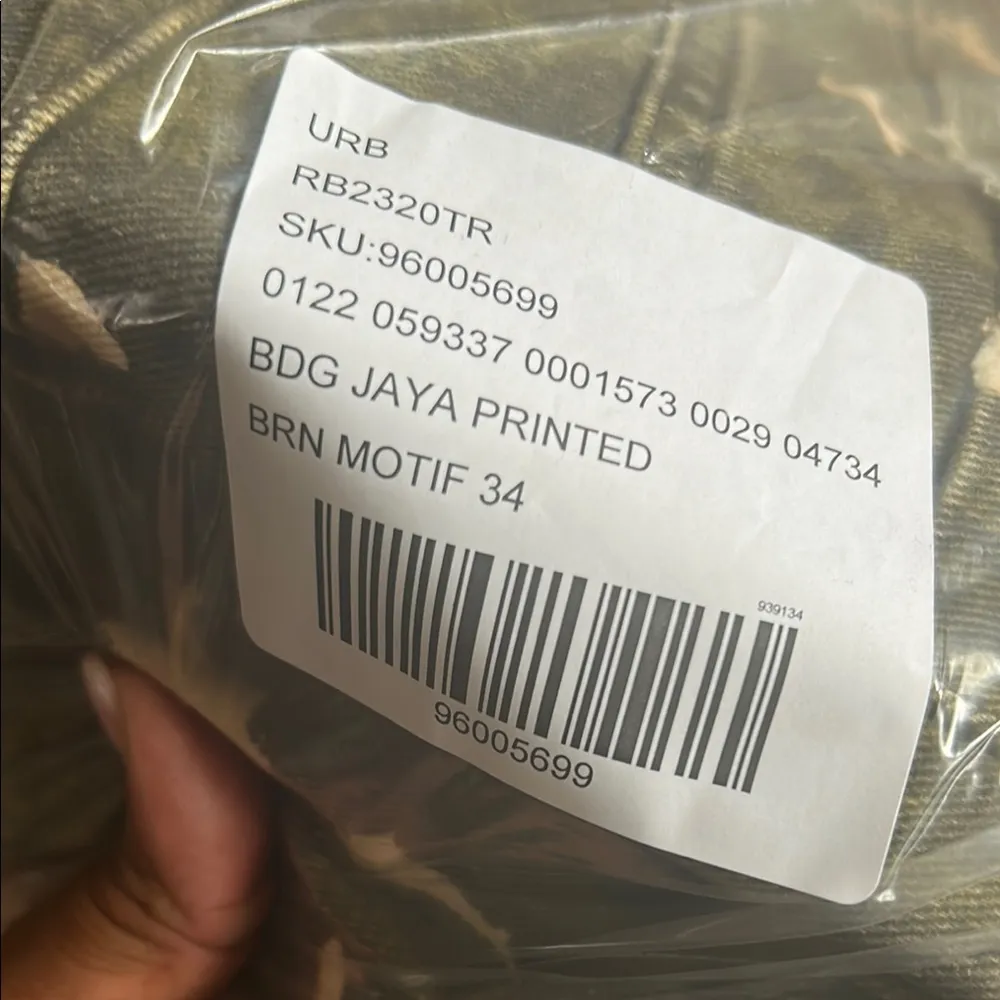 URB
RB2320TR
SKU:96005699
0122 059337 0001573 0029 04734
BDG JAYA PRINTED
BRN MOTIF 34
939134
96005699